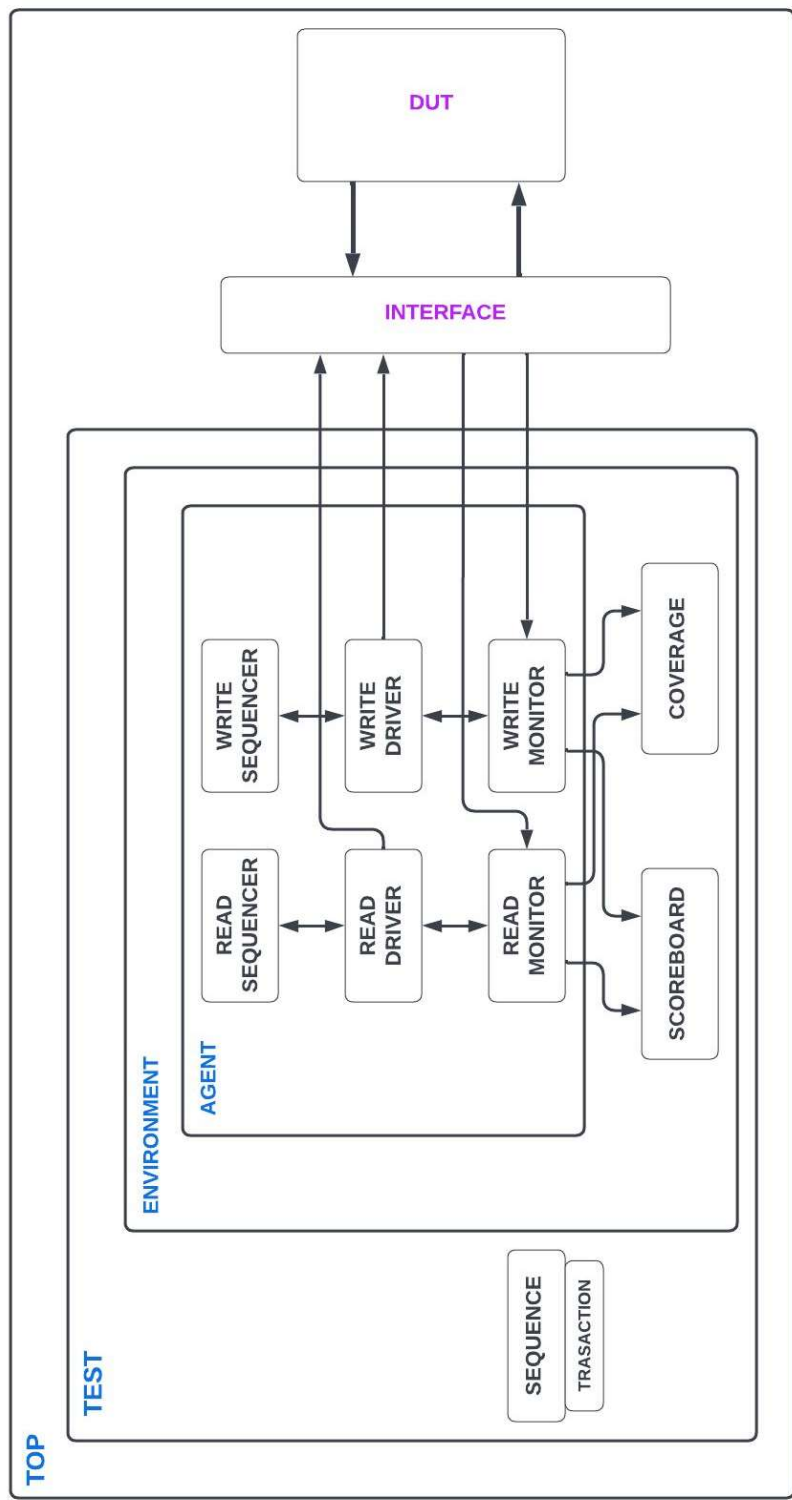 TOP
TEST
ENVIRONMENT
AGENT
READ
SEQUENCER
WRITE
SEQUENCER
READ
DRIVER
WRITE
DRIVER
READ
MONITOR
WRITE
MONITOR
SCOREBOARD
COVERAGE
SEQUENCE
TRASACTION
INTERFACE
DUT